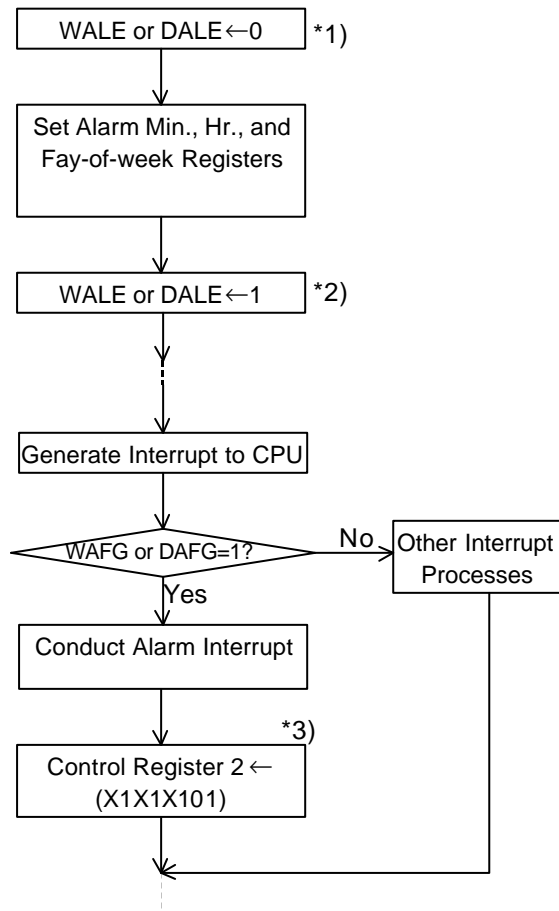 WALE or DALE←0
*1)
Set Alarm Min., Hr., and
Fay-of-week Registers
WALE or DALE←1
*2)
Generate Interrupt to CPU
WAFG or DAFG=1?
No
Other Interrupt
Processes
Yes
Conduct Alarm Interrupt
*3)
Control Register 2 ←
(X1X1X101)